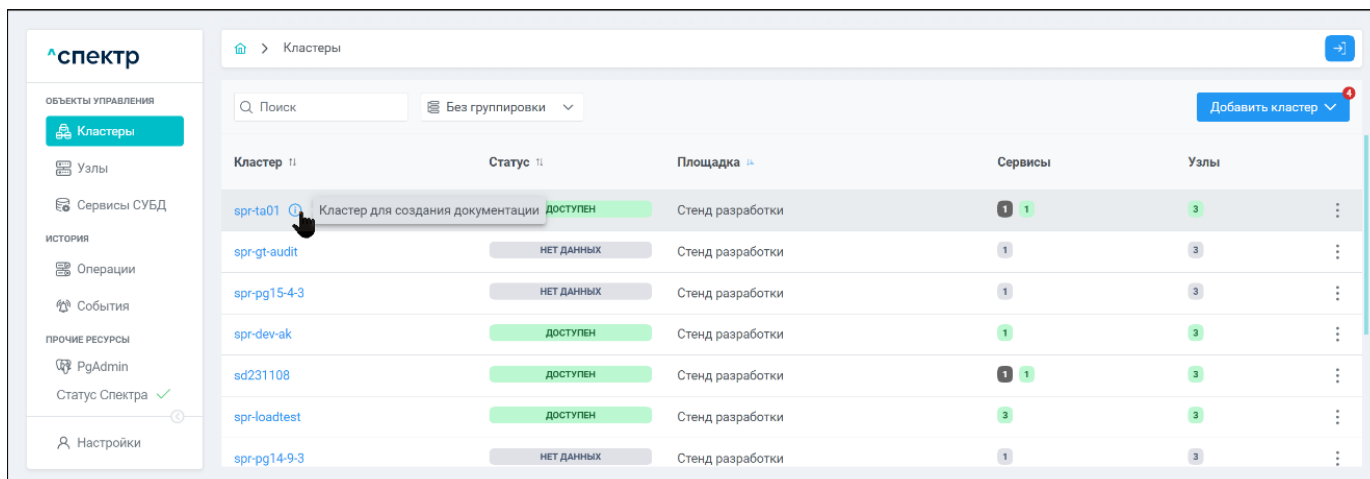 ^спектр
ОБЪЕКТЫ УПРАВЛЕНИЯ
Кластеры
Узлы
Сервисы СУБД
ИСТОРИЯ
Операции
События
ПРОЧИЕ РЕСУРСЫ
PgAdmin
Статус Спектра
Настройки
> Кластеры
Поиск Без группировки Добавить кластер 4
Кластер Статус Площадка Сервисы Узлы
spr-ta01 Кластер для создания документации ДОСТУПЕН Стенд разработки 1 1 3
spr-gt-audit НЕТ ДАННЫХ Стенд разработки 1 3
spr-pg15-4-3 НЕТ ДАННЫХ Стенд разработки 1 3
spr-dev-ak ДОСТУПЕН Стенд разработки 1 3
sd231108 ДОСТУПЕН Стенд разработки 1 1 3
spr-loadtest ДОСТУПЕН Стенд разработки 3 3
spr-pg14-9-3 НЕТ ДАННЫХ Стенд разработки 1 3